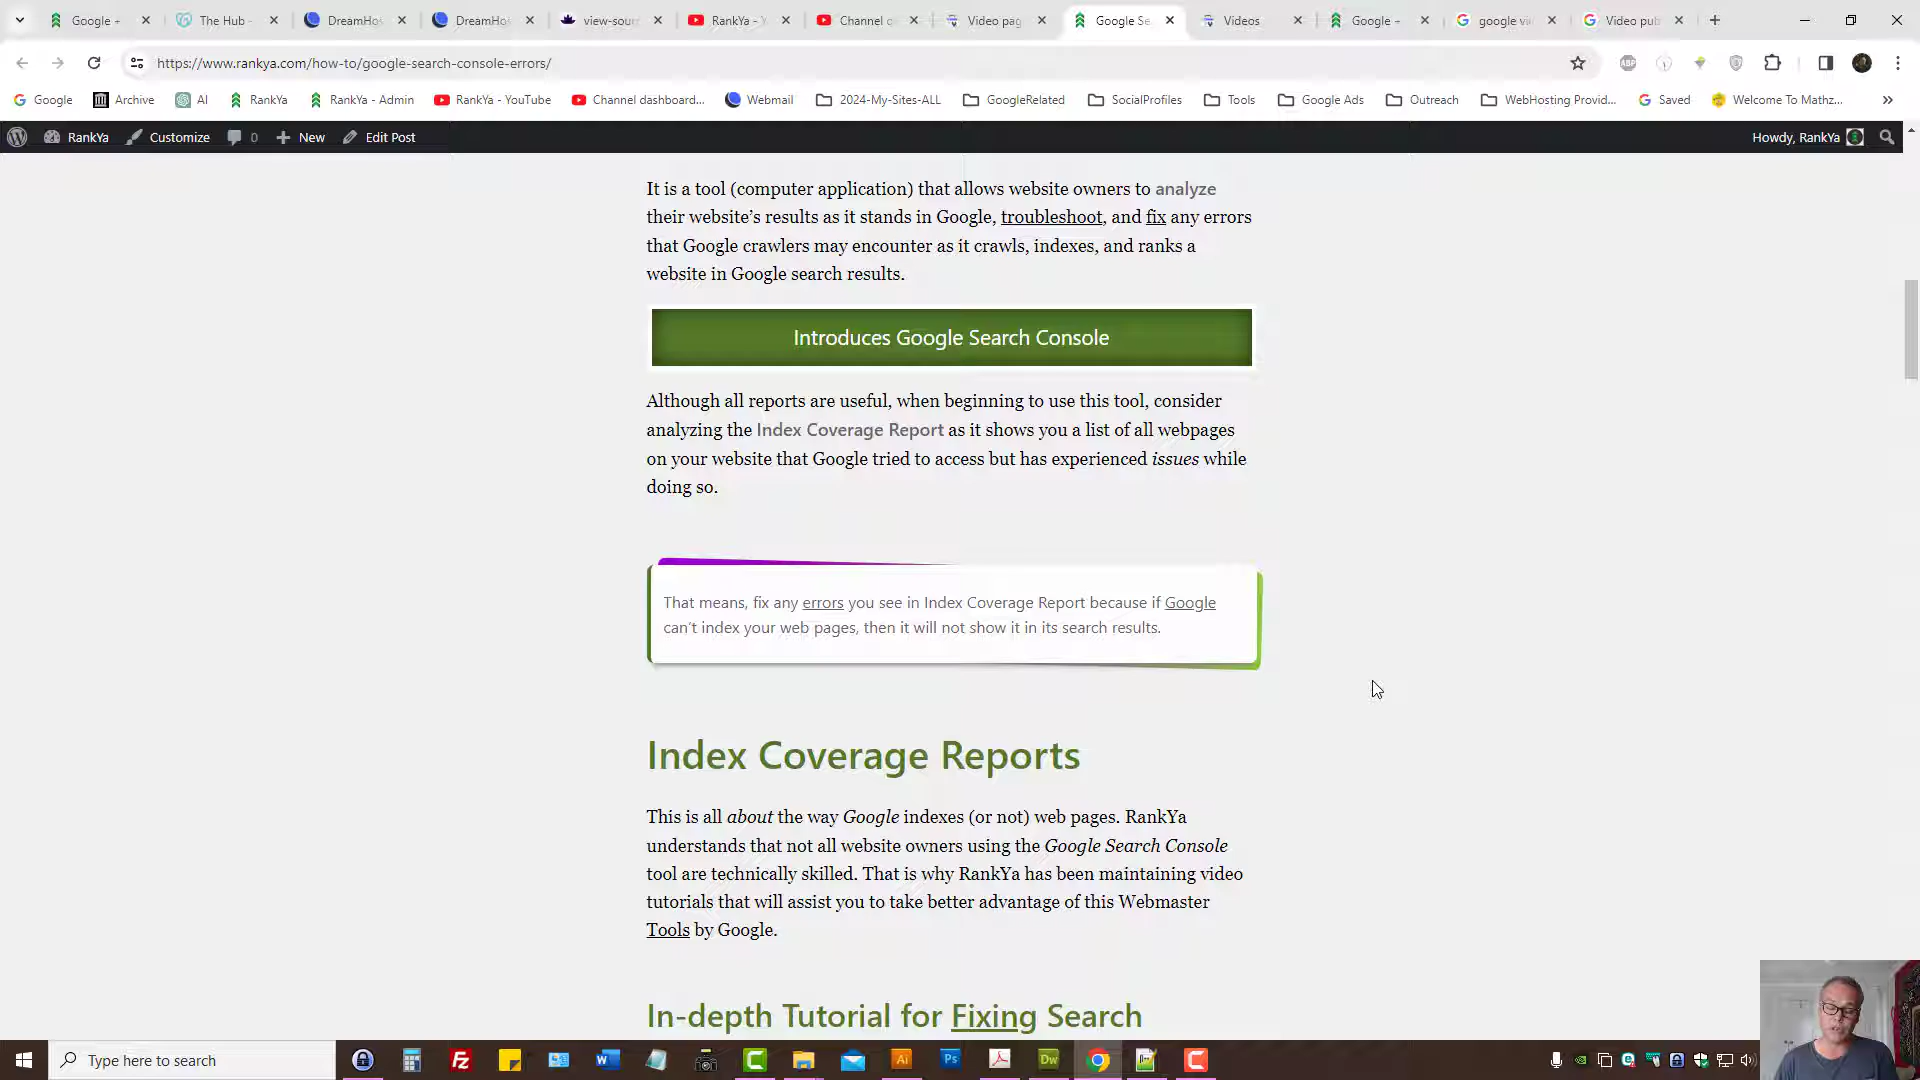 Google +
The Hub -
DreamHos
DreamHos
view-sour
RankYa - Y
Channel c
Video pag
Google Se
Videos
Google –
google vi
Video pub
https://www.rankya.com/how-to/google-search-console-errors/
ABP
Google
Archive
AI
RankYa
RankYa - Admin
RankYa - YouTube
Channel dashboard...
Webmail
2024-My-Sites-ALL
GoogleRelated
SocialProfiles
Tools
Google Ads
Outreach
WebHosting Provid...
Saved
Welcome To Mathz...
RankYa
Customize
0
New
Edit Post
Howdy, RankYa
It is a tool (computer application) that allows website owners to analyze
their website’s results as it stands in Google, troubleshoot, and fix any errors
that Google crawlers may encounter as it crawls, indexes, and ranks a
website in Google search results.
Introduces Google Search Console
Although all reports are useful, when beginning to use this tool, consider
analyzing the Index Coverage Report as it shows you a list of all webpages
on your website that Google tried to access but has experienced issues while
doing so.
That means, fix any errors you see in Index Coverage Report because if Google
can’t index your web pages, then it will not show it in its search results.
Index Coverage Reports
This is all about the way Google indexes (or not) web pages. RankYa
understands that not all website owners using the Google Search Console
tool are technically skilled. That is why RankYa has been maintaining video
tutorials that will assist you to take better advantage of this Webmaster
Tools by Google.
In-depth Tutorial for Fixing Search
Type here to search
Fz
W
Ai
Ps
Dw